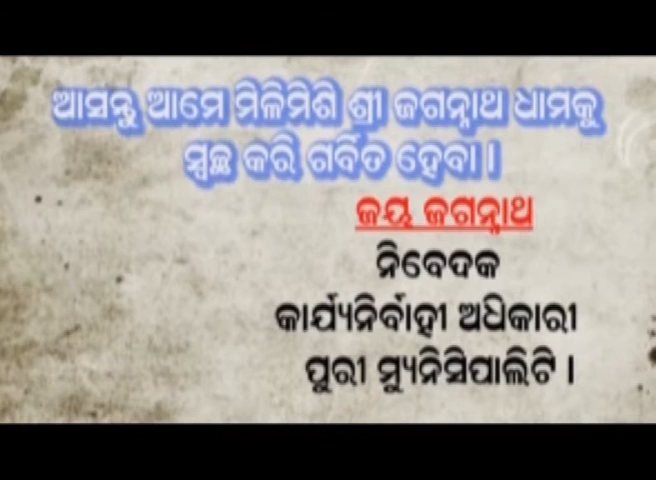 ଆସନ୍ତୁ ଆମେ ମିଳିମିଶି ଶ୍ରୀ ଜଗନ୍ନାଥ ଧାମକୁ
ସ୍ୱଚ୍ଛ କରି ଗର୍ବିତ ହେବା ।
ଜୟ ଜଗନ୍ନାଥ
ନିବେଦକ
କାର୍ଯ୍ୟନିର୍ବାହୀ ଅଧିକାରୀ
ପୁରୀ ମ୍ୟୁନିସିପାଲିଟି ।